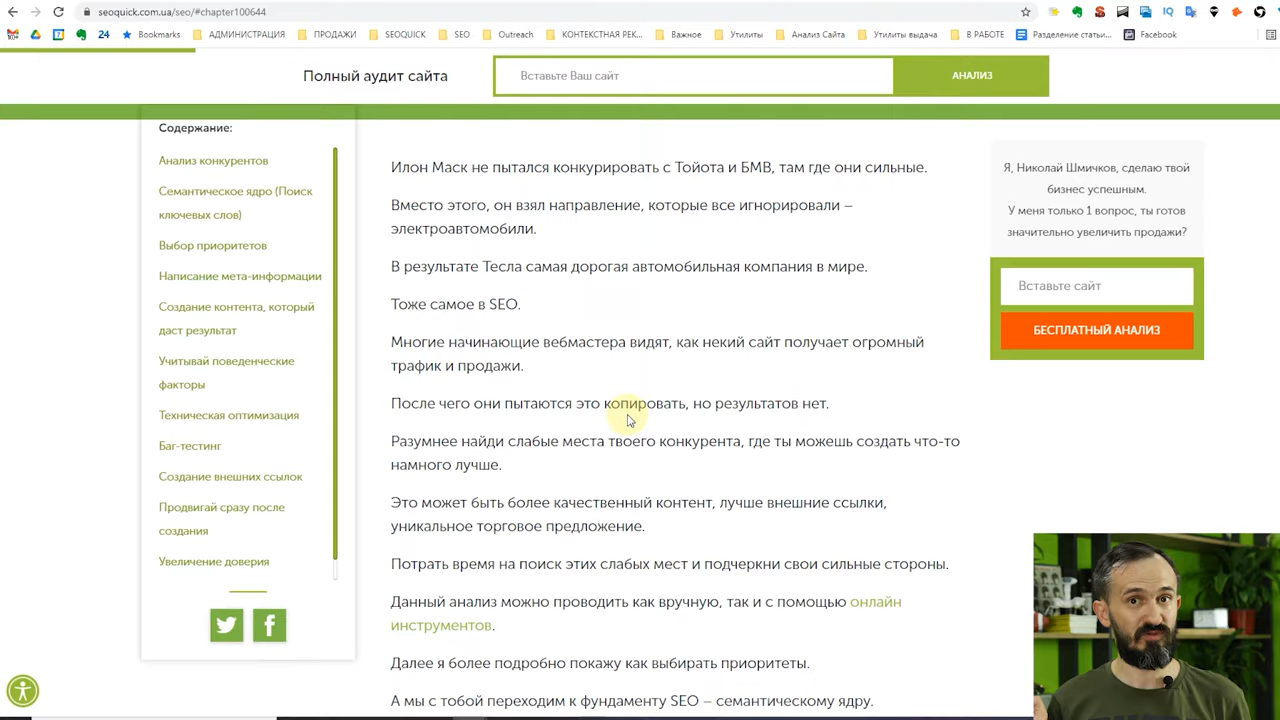 seoquick.com.ua/seo/#chapter100644
24 Bookmarks АДМИНИСТРАЦИЯ ПРОДАЖИ SEOQUICK SEO Outreach КОНТЕКСТНАЯ РЕК... Важное Утилиты Анализ Сайта Утилиты выдача В РАБОТЕ Разделение статьи... Facebook
Полный аудит сайта
Вставьте Ваш сайт
АНАЛИЗ
Содержание:
Анализ конкурентов
Семантическое ядро (Поиск
ключевых слов)
Выбор приоритетов
Написание мета-информации
Создание контента, который
даст результат
Учитывай поведенческие
факторы
Техническая оптимизация
Баг-тестинг
Создание внешних ссылок
Продвигай сразу после
создания
Увеличение доверия
Илон Маск не пытался конкурировать с Тойота и БМВ, там где они сильные.
Вместо этого, он взял направление, которые все игнорировали –
электроавтомобили.
В результате Тесла самая дорогая автомобильная компания в мире.
Тоже самое в SEO.
Многие начинающие вебмастера видят, как некий сайт получает огромный
трафик и продажи.
После чего они пытаются это копировать, но результатов нет.
Разумнее найди слабые места твоего конкурента, где ты можешь создать что-то
намного лучше.
Это может быть более качественный контент, лучше внешние ссылки,
уникальное торговое предложение.
Потрать время на поиск этих слабых мест и подчеркни свои сильные стороны.
Данный анализ можно проводить как вручную, так и с помощью онлайн
инструментов.
Далее я более подробно покажу как выбирать приоритеты.
А мы с тобой переходим к фундаменту SEO – семантическому ядру.
Я, Николай Шмичков, сделаю твой
бизнес успешным.
У меня только 1 вопрос, ты готов
значительно увеличить продажи?
Вставьте сайт
БЕСПЛАТНЫЙ АНАЛИЗ